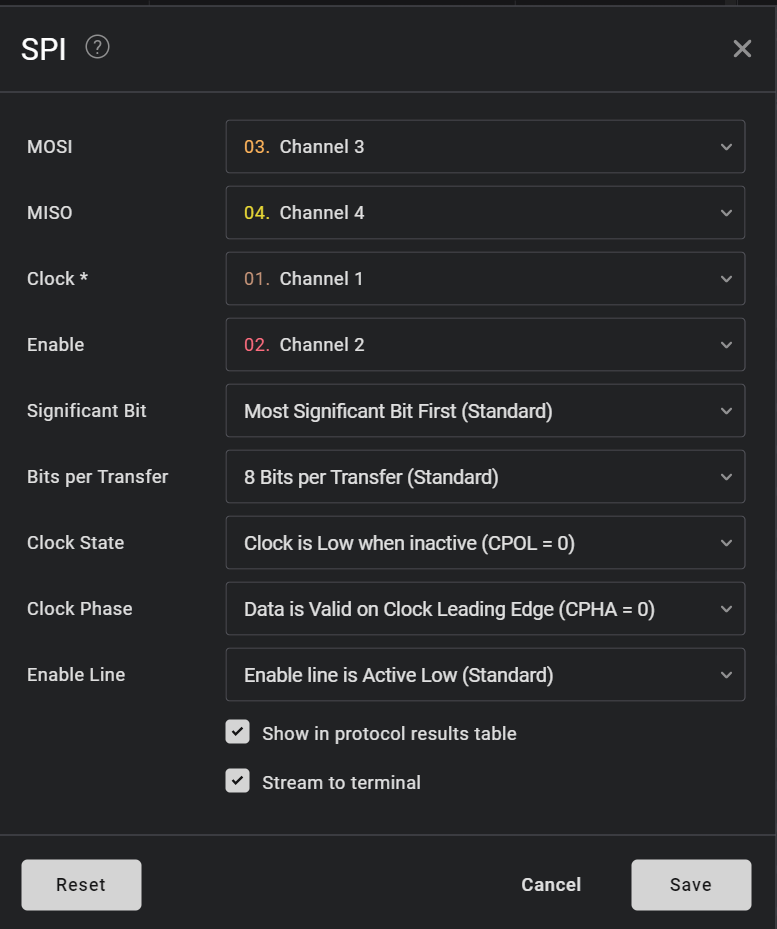 SPI ?
MOSI 03. Channel 3
MISO 04. Channel 4
Clock * 01. Channel 1
Enable 02. Channel 2
Significant Bit Most Significant Bit First (Standard)
Bits per Transfer 8 Bits per Transfer (Standard)
Clock State Clock is Low when inactive (CPOL = 0)
Clock Phase Data is Valid on Clock Leading Edge (CPHA = 0)
Enable Line Enable line is Active Low (Standard)
Show in protocol results table
Stream to terminal
Reset Cancel Save